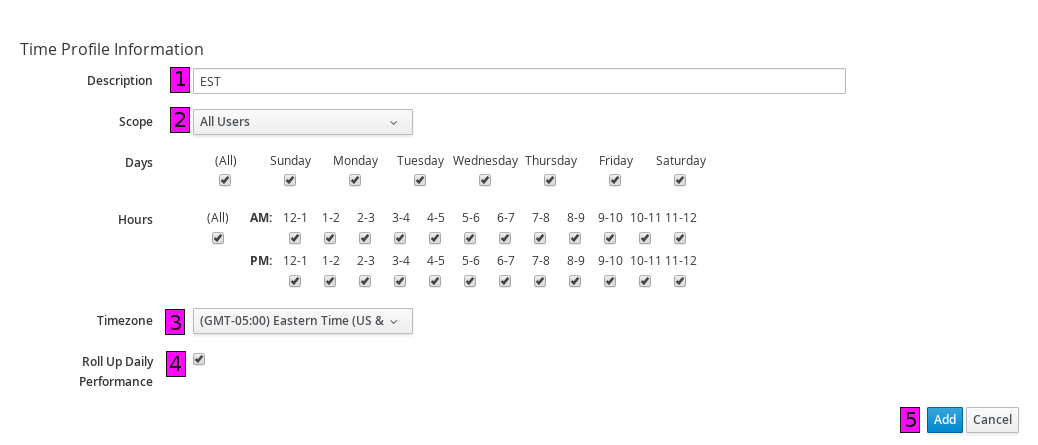 Time Profile Information
Description 1 EST
Scope 2 All Users
Days (All) Sunday Monday Tuesday Wednesday Thursday Friday Saturday
Hours (All) AM: 12-1 1-2 2-3 3-4 4-5 5-6 6-7 7-8 8-9 9-10 10-11 11-12
PM: 12-1 1-2 2-3 3-4 4-5 5-6 6-7 7-8 8-9 9-10 10-11 11-12
Timezone 3 (GMT-05:00) Eastern Time (US &
Roll Up Daily 4
Performance
5 Add Cancel